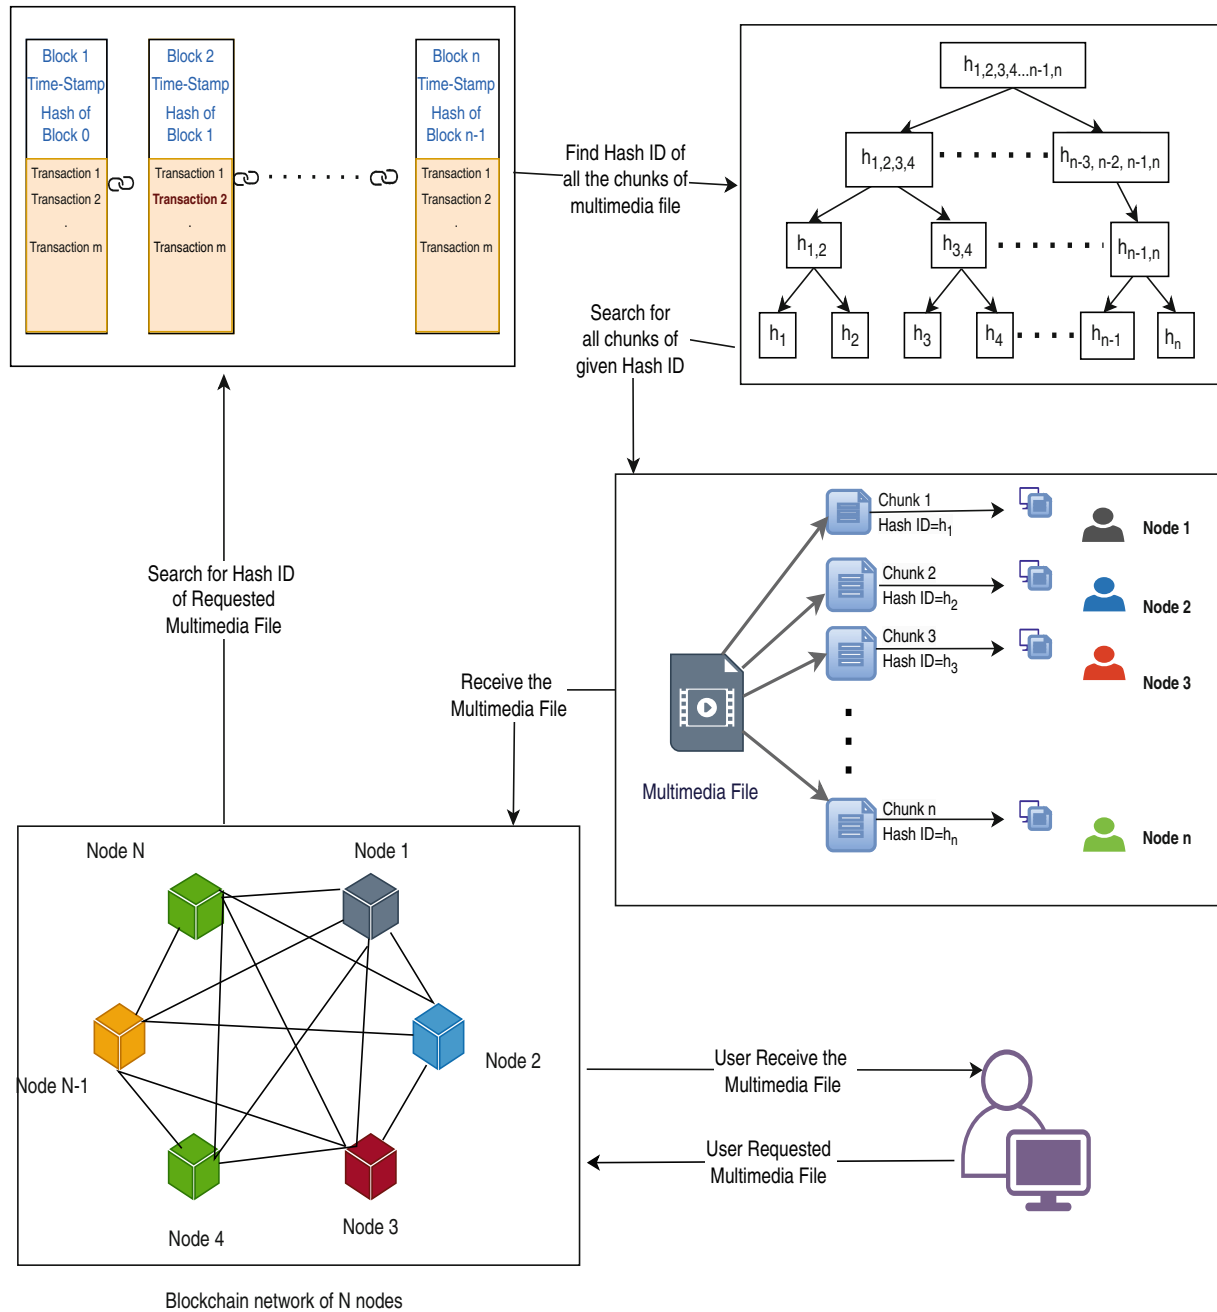 Block 1
Time-Stamp
Hash of
Block 0
Transaction 1
Transaction 2
.
Transaction m
Block 2
Time-Stamp
Hash of
Block 1
Transaction 1
Transaction 2
.
Transaction m
Block n
Time-Stamp
Hash of
Block n-1
Transaction 1
Transaction 2
.
Transaction m
Find Hash ID of
all the chunks of
multimedia file
h1,2,3,4...n-1,n
h1,2,3,4
hn-3, n-2, n-1,n
h1,2
h3,4
hn-1,n
h1
h2
h3
h4
hn-1
hn
Search for
all chunks of
given Hash ID
Chunk 1
Hash ID=h1
Node 1
Chunk 2
Hash ID=h2
Node 2
Chunk 3
Hash ID=h3
Node 3
Chunk n
Hash ID=hn
Node n
Multimedia File
Search for Hash ID
of Requested
Multimedia File
Receive the
Multimedia File
Node N
Node 1
Node 2
Node N-1
Node 3
Node 4
User Receive the
Multimedia File
User Requested
Multimedia File
Blockchain network of N nodes